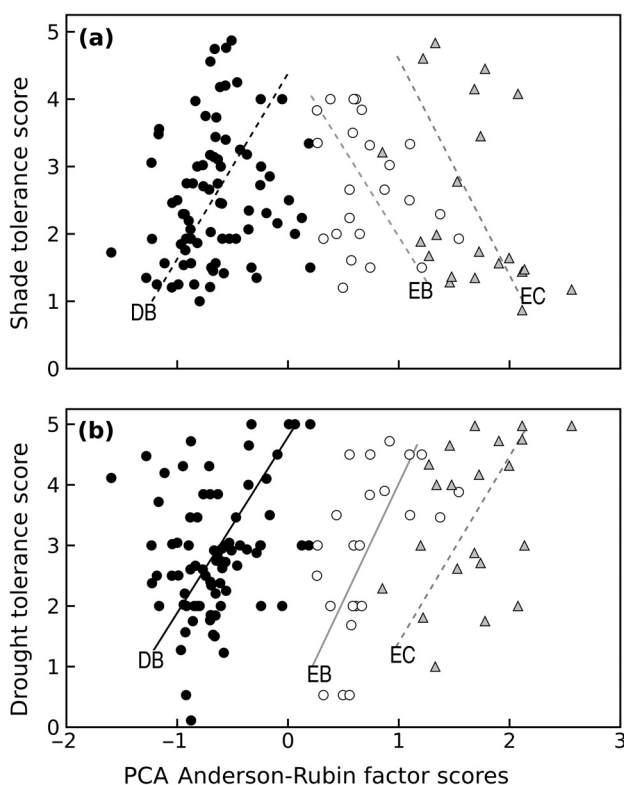 (a)
Shade tolerance score
5
4
3
2
1
0
DB
EB
EC
(b)
Drought tolerance score
5
4
3
2
1
0
DB
EB
EC
−2 −1 0 1 2 3
PCA Anderson-Rubin factor scores